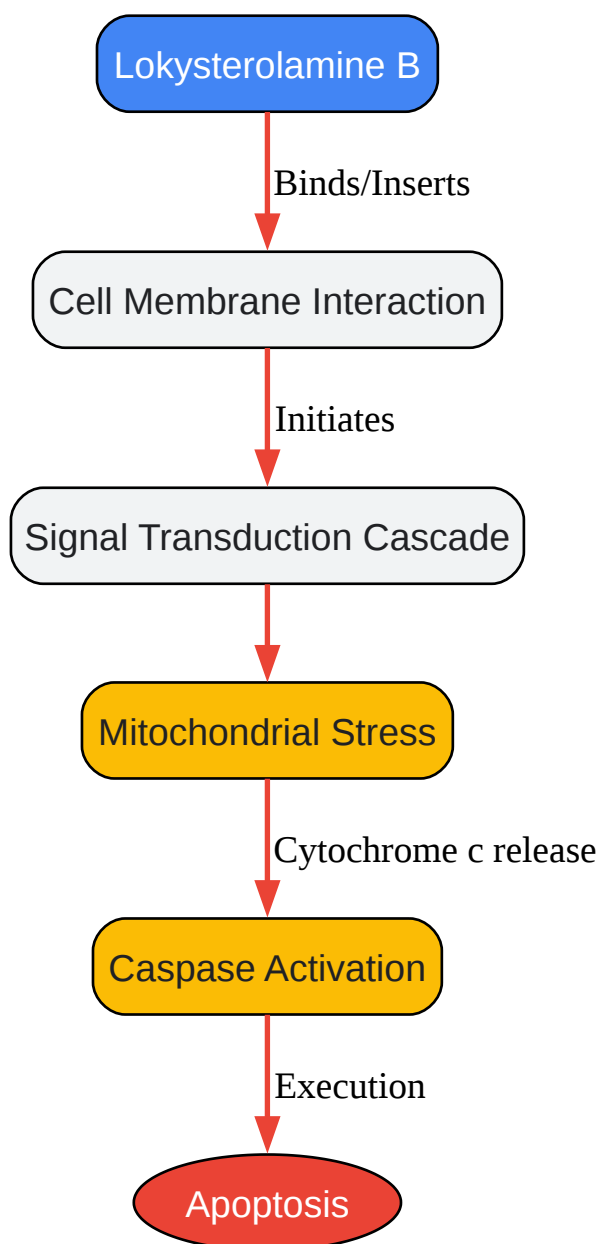 Lokysterolamine B
Binds/Inserts
Cell Membrane Interaction
Initiates
Signal Transduction Cascade
Mitochondrial Stress
Cytochrome c release
Caspase Activation
Execution
Apoptosis